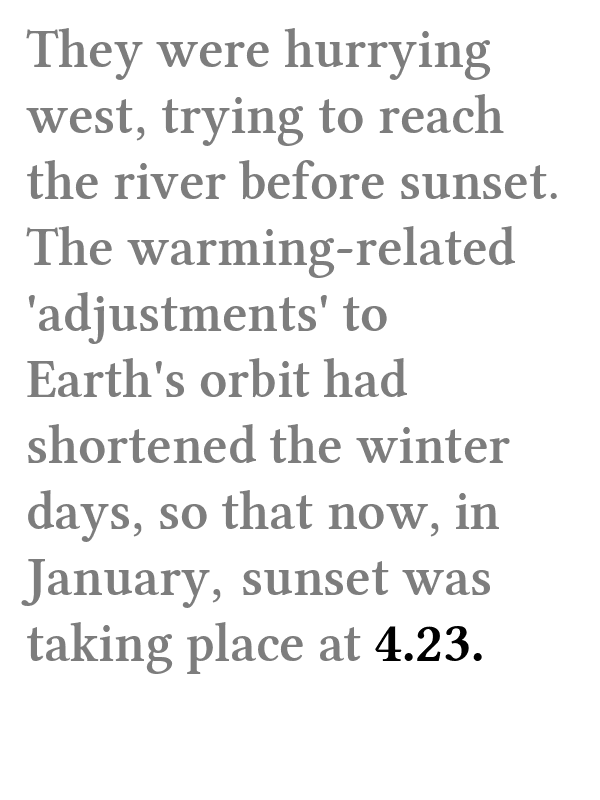 They were hurrying
west, trying to reach
the river before sunset.
The warming-related
'adjustments' to
Earth's orbit had
shortened the winter
days, so that now, in
January, sunset was
taking place at 4.23.